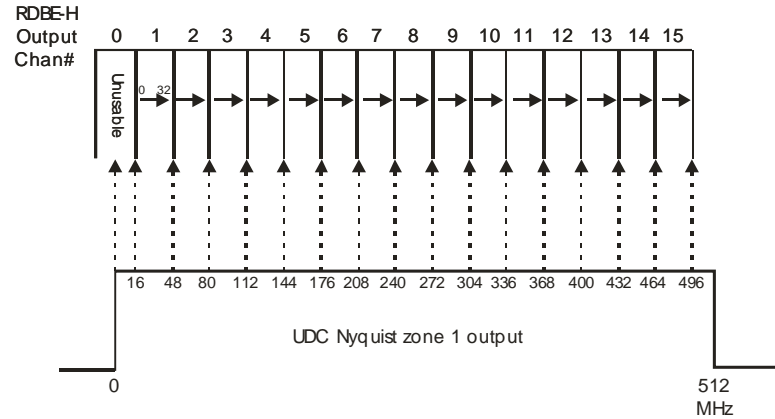 RDBE-H
Output 0 1 2 3 4 5 6 7 8 9 10 11 12 13 14 15
Chan#
Unusable
0 32
16 48 80 112 144 176 208 240 272 304 336 368 400 432 464 496
UDC Nyquist zone 1 output
0 512
MHz